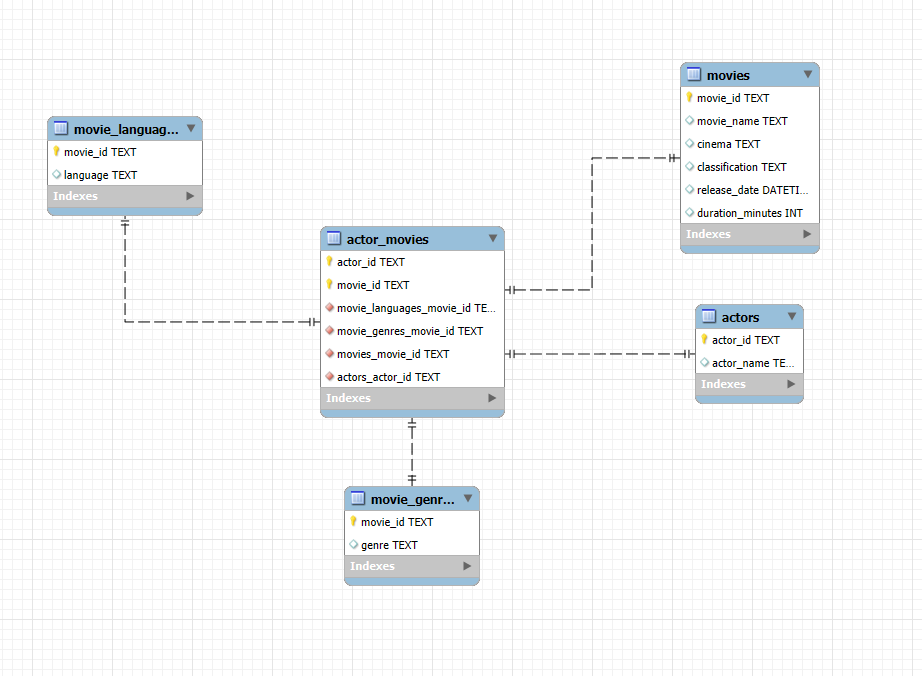 movies
movie_id TEXT
movie_name TEXT
cinema TEXT
classification TEXT
release_date DATETI...
duration_minutes INT
Indexes
movie_languag...
movie_id TEXT
language TEXT
Indexes
actor_movies
actor_id TEXT
movie_id TEXT
movie_languages_movie_id TE...
movie_genres_movie_id TEXT
movies_movie_id TEXT
actors_actor_id TEXT
Indexes
actors
actor_id TEXT
actor_name TE...
Indexes
movie_genr...
movie_id TEXT
genre TEXT
Indexes